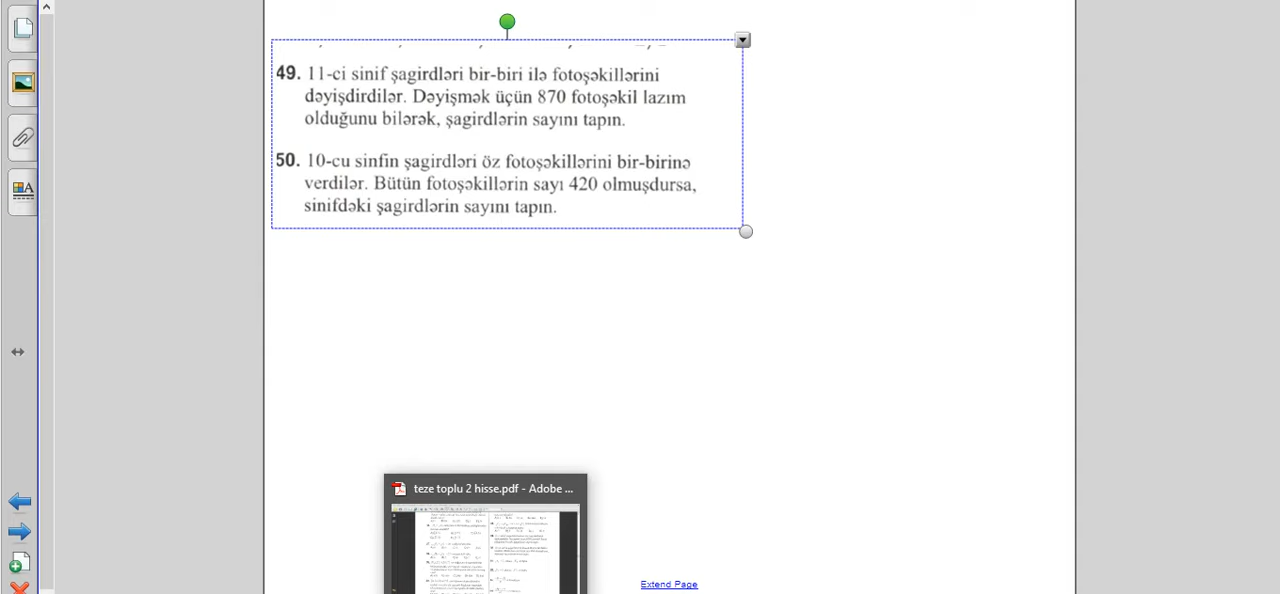 49. 11-ci sinif şagirdləri bir-biri ilə fotoşəkillərini
dəyişdirdilər. Dəyişmək üçün 870 fotoşəkil lazım
olduğunu bilərək, şagirdlərin sayını tapın.
50. 10-cu sinfin şagirdləri öz fotoşəkillərini bir-birinə
verdilər. Bütün fotoşəkillərin sayı 420 olmuşdursa,
sinifdəki şagirdlərin sayını tapın.
teze toplu 2 hisse.pdf - Adobe ...
Extend Page